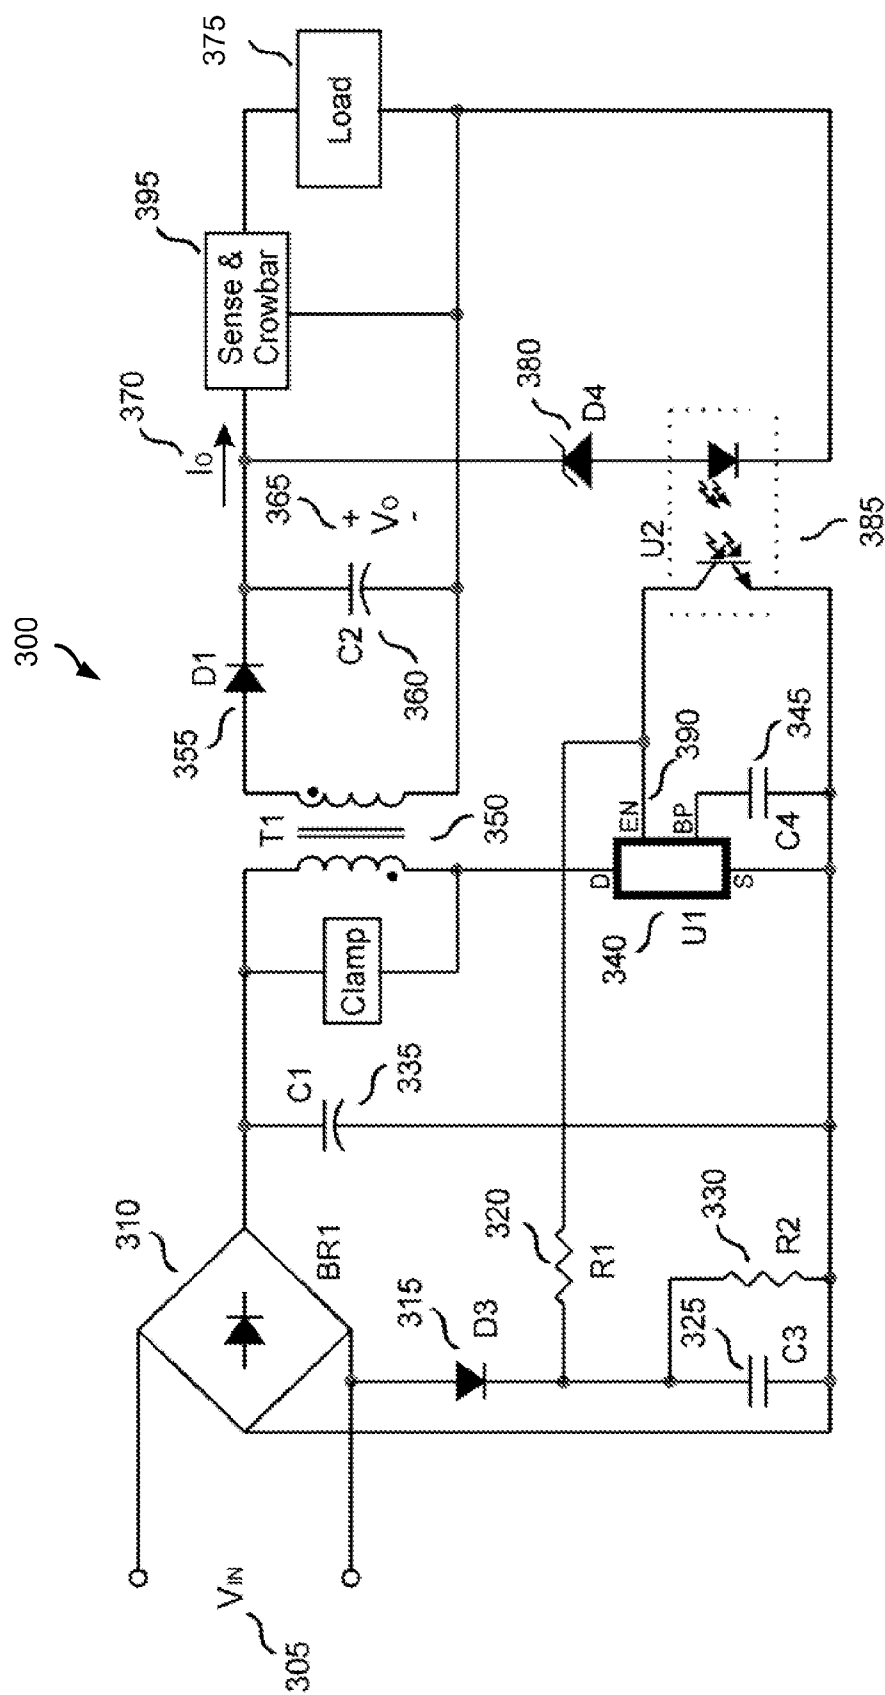 300
305
VIN
310
BR1
315
D3
320
R1
325
C3
330
R2
C1
335
Clamp
T1
350
340
U1
D
S
EN
BP
390
345
C4
355
D1
C2
360
365
+
Vo
-
370
Io
Sense &
Crowbar
395
Load
375
380
D4
U2
385